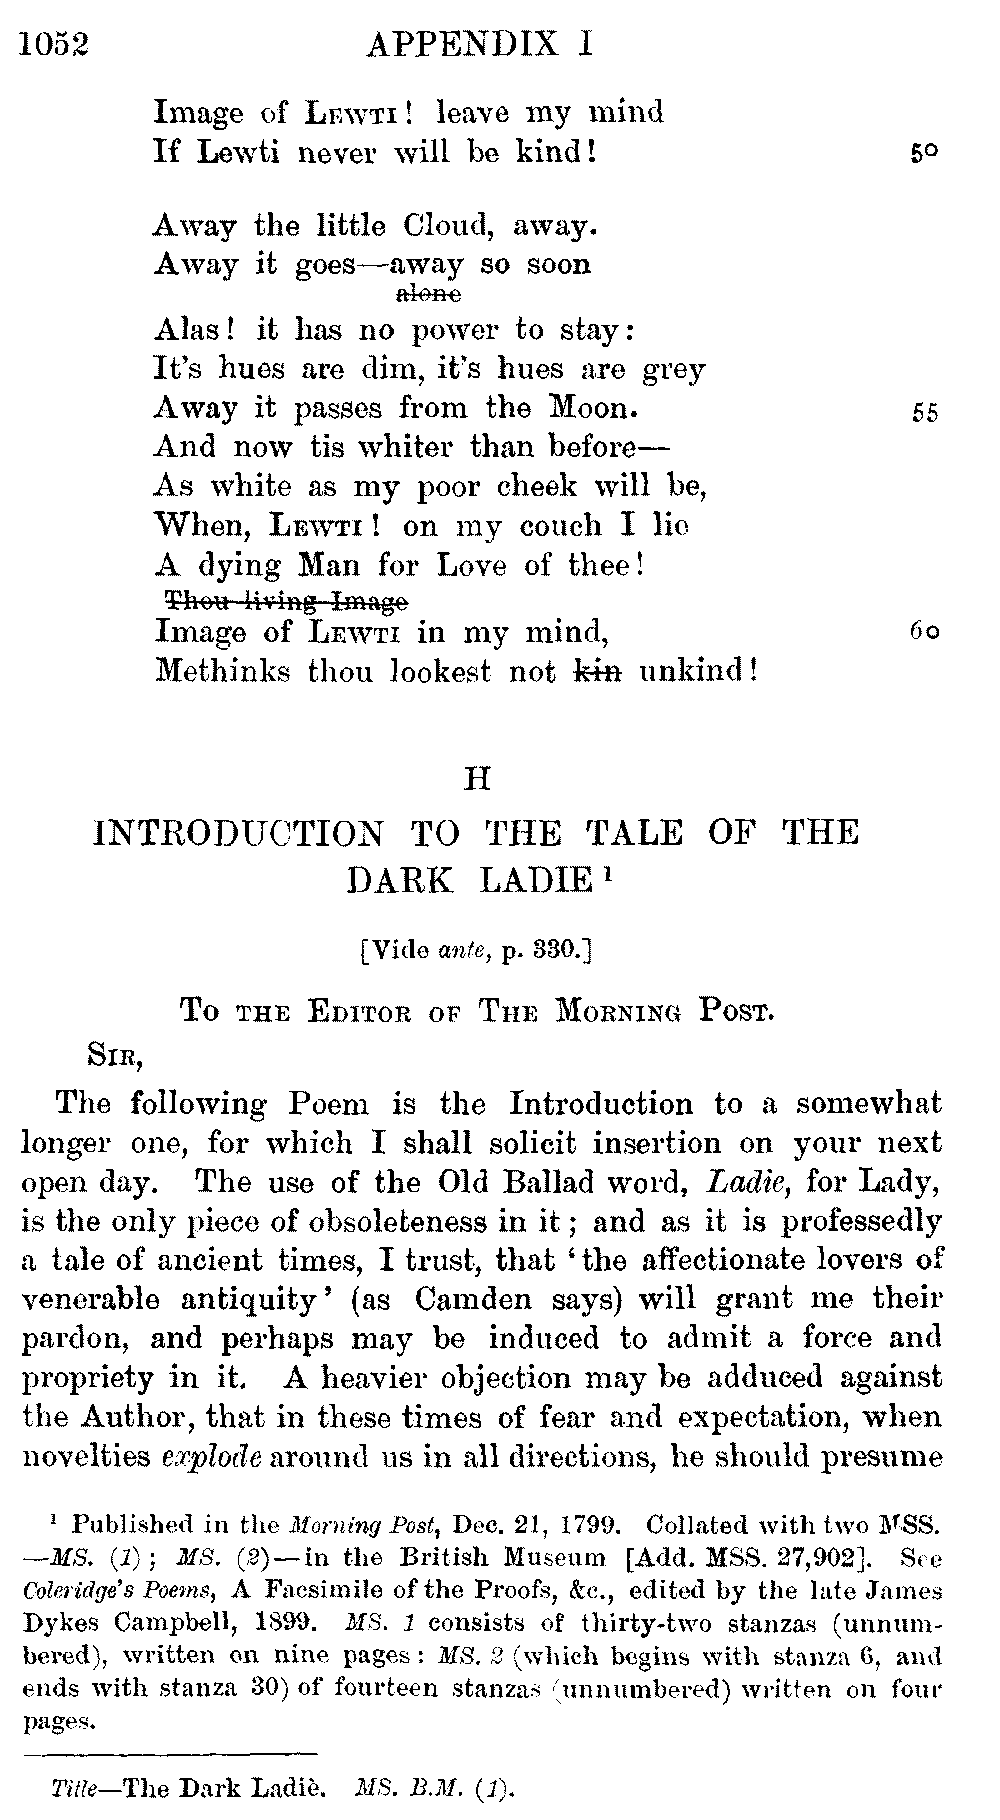 1052 APPENDIX I
Image of LEWTI! leave my mind
If Lewti never will be kind! 50
Away the little Cloud, away.
Away it goes—away so soon
alone
Alas! it has no power to stay:
It's hues are dim, it's hues are grey
Away it passes from the Moon. 55
And now tis whiter than before—
As white as my poor cheek will be,
When, LEWTI! on my couch I lie
A dying Man for Love of thee!
Thou living Image
Image of LEWTI in my mind, 60
Methinks thou lookest not kin unkind!
H
INTRODUCTION TO THE TALE OF THE
DARK LADIE ¹
[Vide ante, p. 330.]
TO THE EDITOR OF THE MORNING POST.
SIR,
The following Poem is the Introduction to a somewhat
longer one, for which I shall solicit insertion on your next
open day. The use of the Old Ballad word, Ladie, for Lady,
is the only piece of obsoleteness in it; and as it is professedly
a tale of ancient times, I trust, that 'the affectionate lovers of
venerable antiquity' (as Camden says) will grant me their
pardon, and perhaps may be induced to admit a force and
propriety in it. A heavier objection may be adduced against
the Author, that in these times of fear and expectation, when
novelties explode around us in all directions, he should presume
¹ Published in the Morning Post, Dec. 21, 1799. Collated with two MSS.
—MS. (1); MS. (2)—in the British Museum [Add. MSS. 27,902]. See
Coleridge's Poems, A Facsimile of the Proofs, &c., edited by the late James
Dykes Campbell, 1899. MS. 1 consists of thirty-two stanzas (unnum-
bered), written on nine pages: MS. 2 (which begins with stanza 6, and
ends with stanza 30) of fourteen stanzas (unnumbered) written on four
pages.
Title—The Dark Ladiè. MS. B.M. (1).